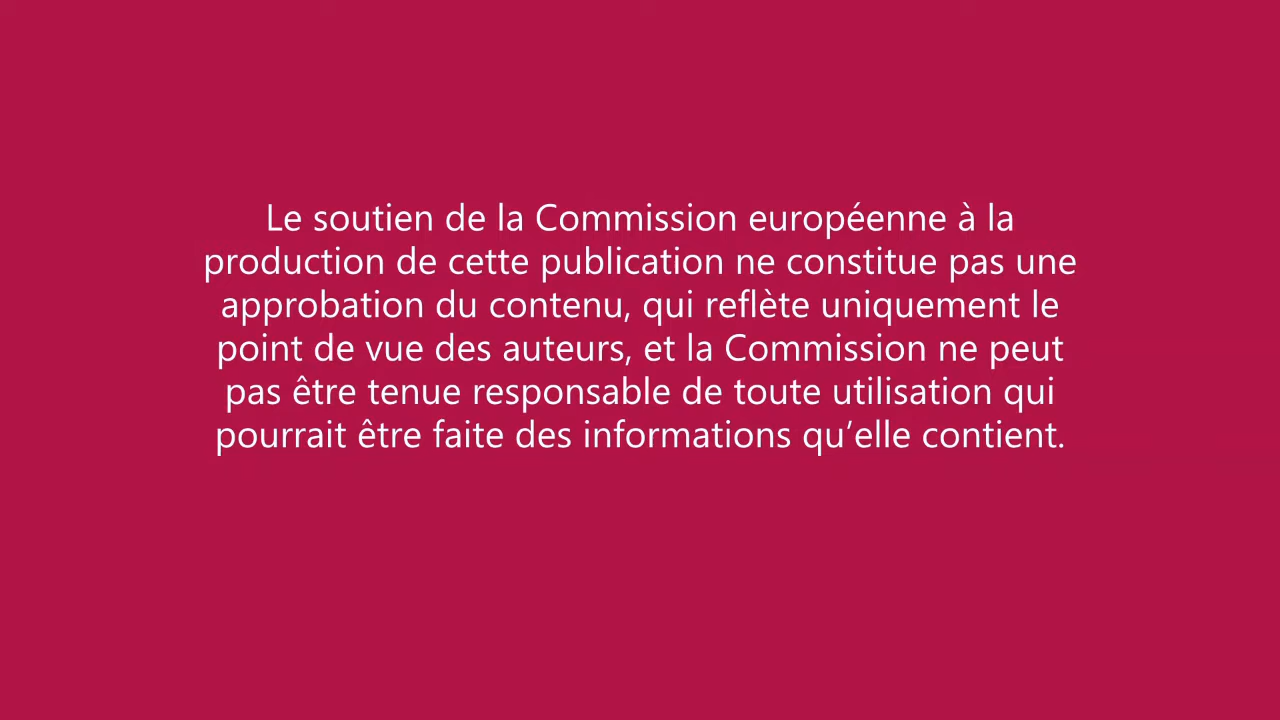 Le soutien de la Commission européenne à la
production de cette publication ne constitue pas une
approbation du contenu, qui reflète uniquement le
point de vue des auteurs, et la Commission ne peut
pas être tenue responsable de toute utilisation qui
pourrait être faite des informations qu’elle contient.